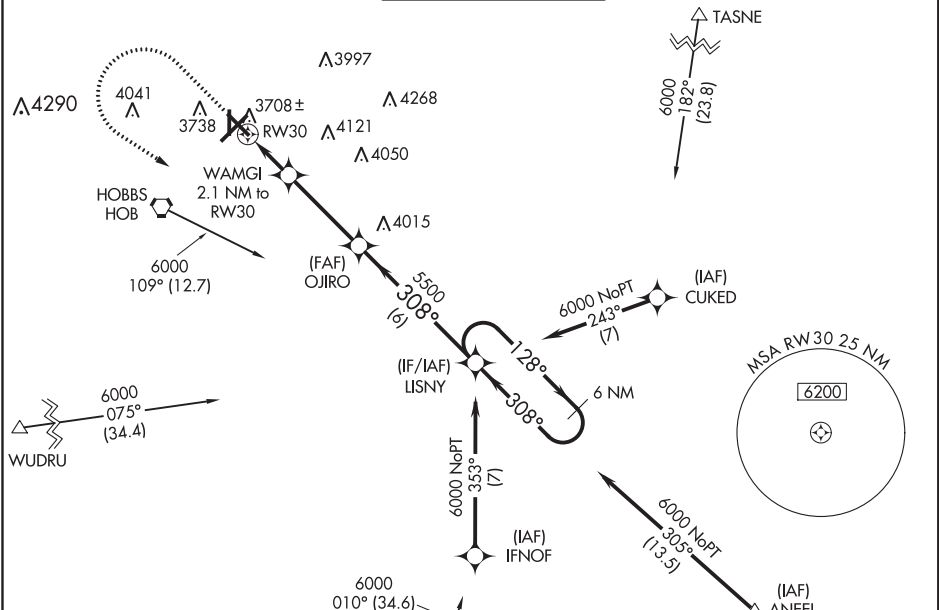 TASNE
6000
182°
(23.8)
3997
4290
4041
3738
3708±
RW30
4268
4121
4050
WAMGI
2.1 NM to
RW30
HOBBS
HOB
6000
109° (12.7)
4015
(FAF)
OJIRO
5500
308°
(6)
(IAF)
CUKED
6000 NoPT
243°
(7)
(IF/IAF)
LISNY
128°
308°
6 NM
MSA RW30 25 NM
6200
6000
075°
(34.4)
WUDRU
6000 NoPT
353°
(7)
(IAF)
IFNOF
6000 NoPT
305°
(13.5)
6000
010° (34.6)
(IAF)